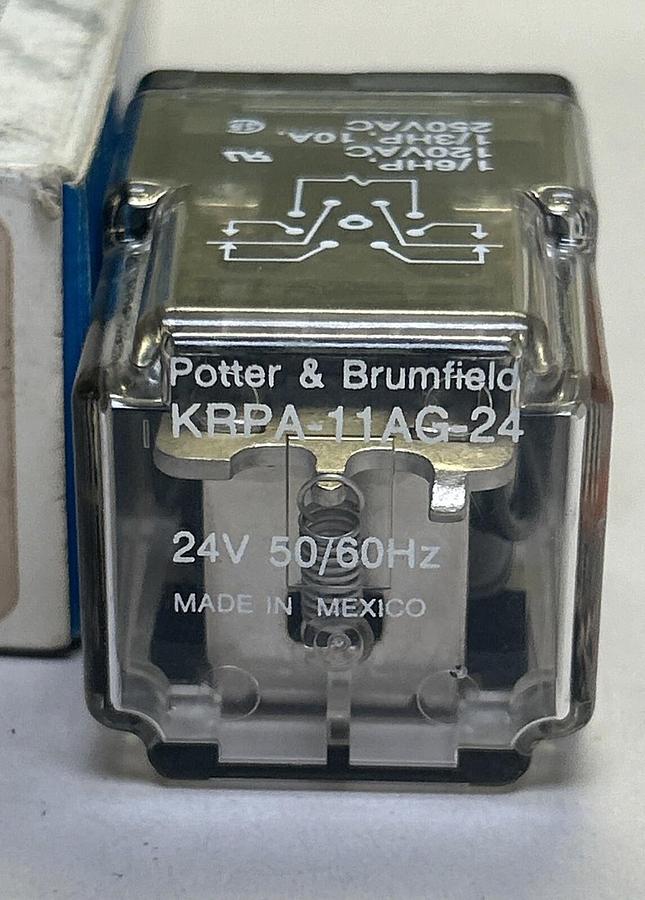 1/6HP,
120VAC
1/3HP, 10A,
250VAC
Potter & Brumfield
KRPA-11AG-24
24V 50/60Hz
MADE IN MEXICO